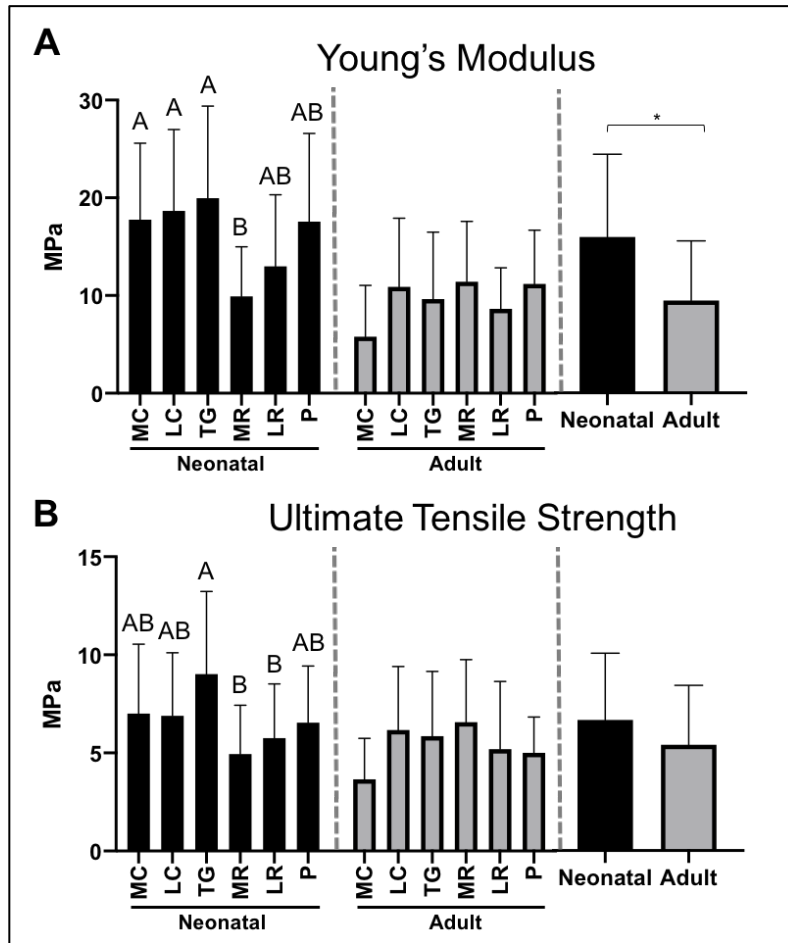 A
Young's Modulus
30
20
10
0
MPa
A
A
A
B
AB
AB
*
MC
LC
TG
MR
LR
P
Neonatal
MC
LC
TG
MR
LR
P
Adult
Neonatal
Adult
B
Ultimate Tensile Strength
15
10
5
0
MPa
AB
AB
A
B
B
AB
MC
LC
TG
MR
LR
P
Neonatal
MC
LC
TG
MR
LR
P
Adult
Neonatal
Adult